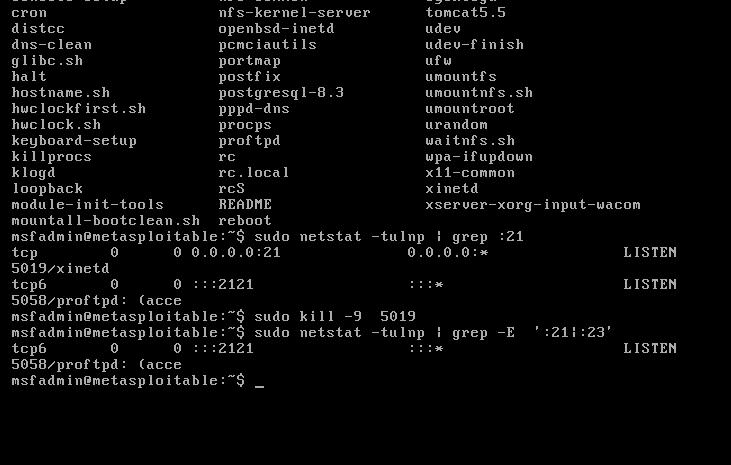 cron nfs-kernel-server tomcat5.5
distcc openbsd-inetd udev
dns-clean pcmciautils udev-finish
glibc.sh portmap ufw
halt postfix umountfs
hostname.sh postgresql-8.3 umountnfs.sh
hwclockfirst.sh pppd-dns umountroot
hwclock.sh procps urandom
keyboard-setup proftpd waitnfs.sh
killprocs rc wpa-ifupdown
klogd rc.local x11-common
loopback rcS xinetd
module-init-tools README xserver-xorg-input-wacom
mountall-bootclean.sh reboot
msfadmin@metasploitable:~$ sudo netstat -tulnp | grep :21
tcp 0 0 0.0.0.0:21 0.0.0.0:* LISTEN
5019/xinetd
tcp6 0 0 :::2121 :::* LISTEN
5058/proftpd: (acce
msfadmin@metasploitable:~$ sudo kill -9  5019
msfadmin@metasploitable:~$ sudo netstat -tulnp | grep -E  ':21|:23'
tcp6 0 0 :::2121 :::* LISTEN
5058/proftpd: (acce
msfadmin@metasploitable:~$ _